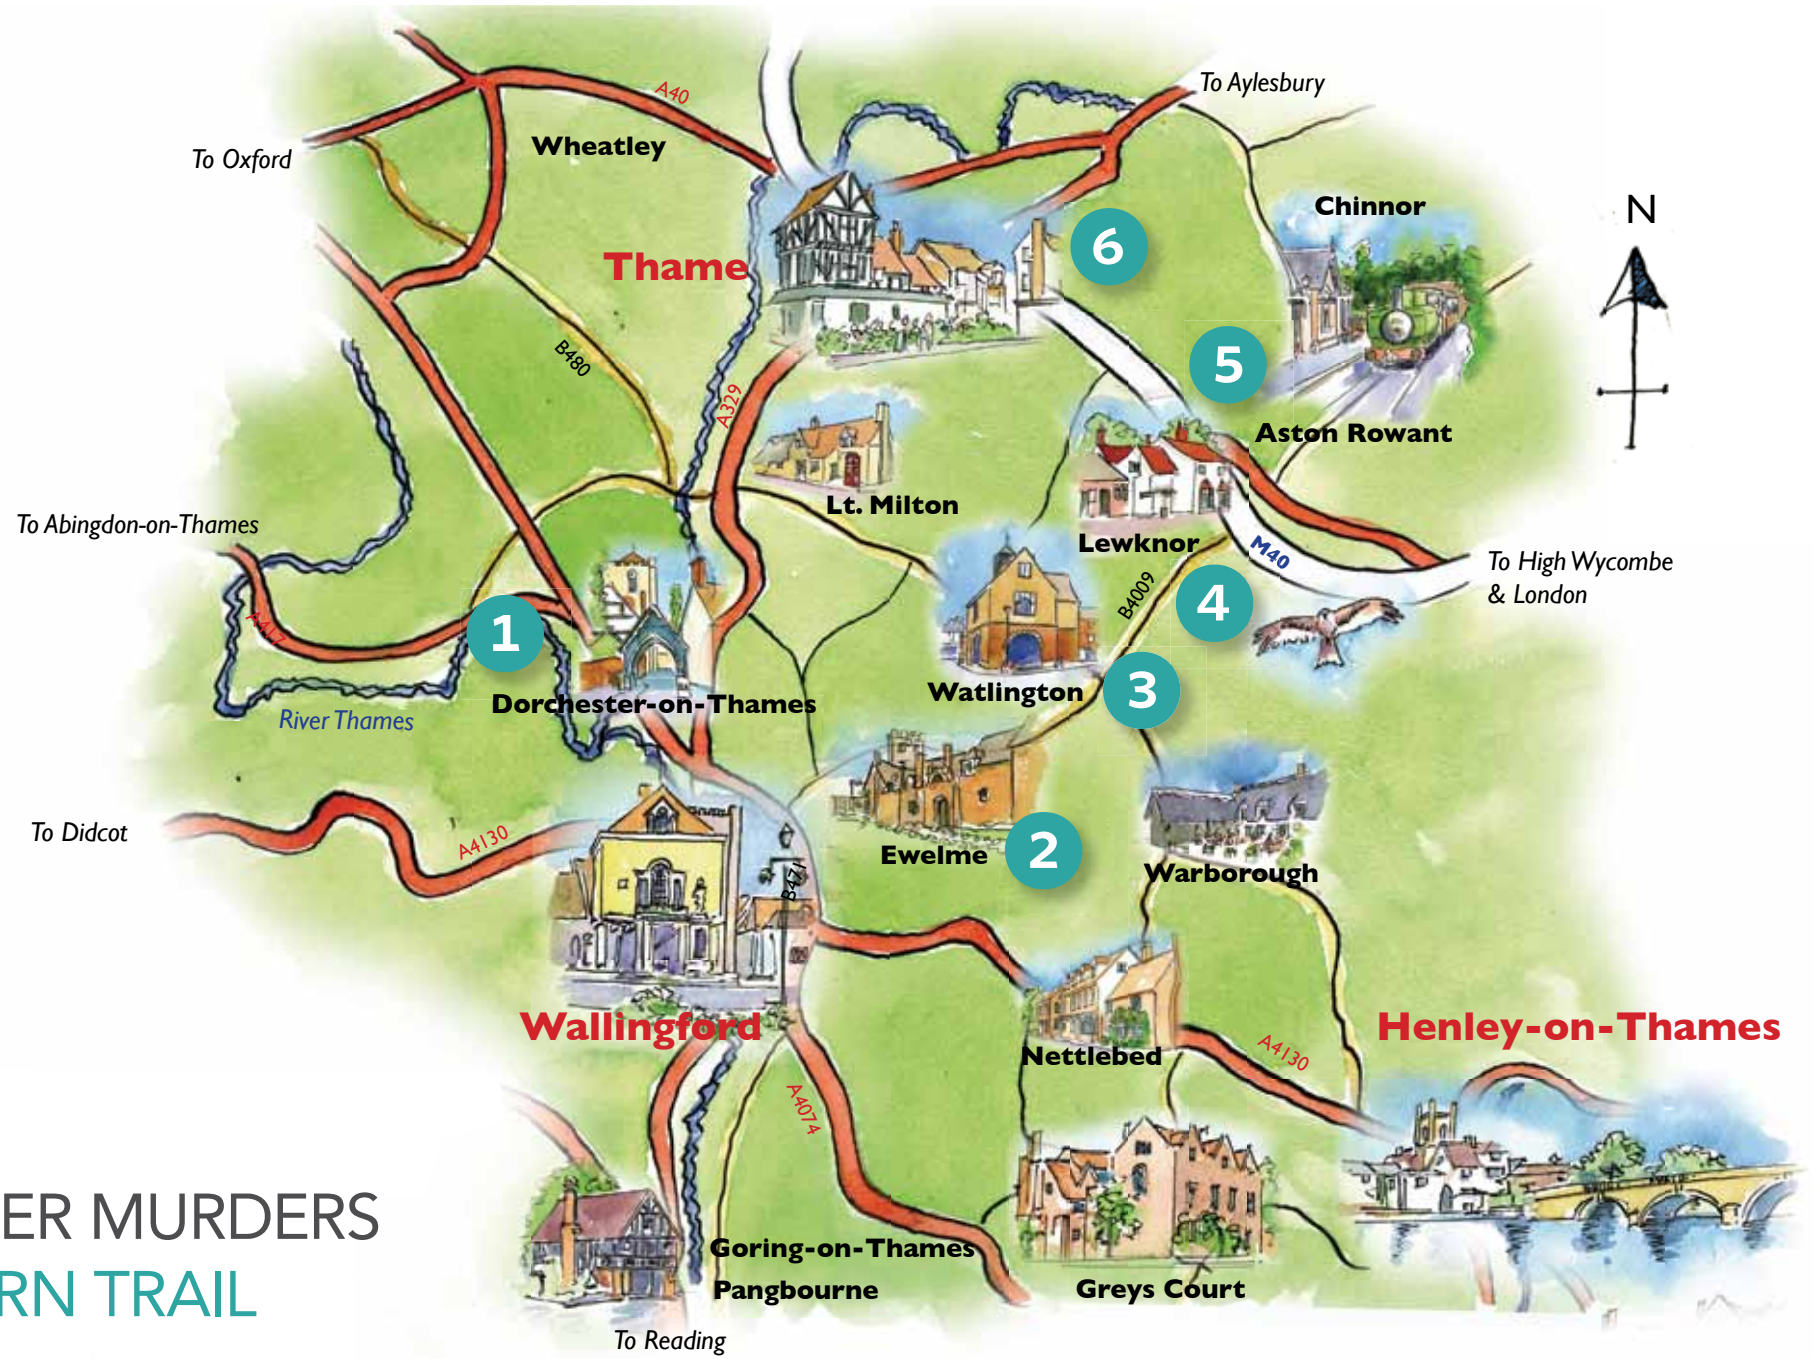 To Aylesbury
A40
Wheatley
To Oxford
Chinnor
N
Thame
6
B480
5
A329
Aston Rowant
Lt. Milton
To Abingdon-on-Thames
Lewknor
M40
To High Wycombe
& London
B4009
4
A417
1
Watlington
3
Dorchester-on-Thames
River Thames
To Didcot
A4130
Ewelme
2
B471
Warborough
Wallingford
Henley-on-Thames
Nettlebed
A4130
A4074
ER MURDERS
RN TRAIL
Goring-on-Thames
Pangbourne
Greys Court
To Reading